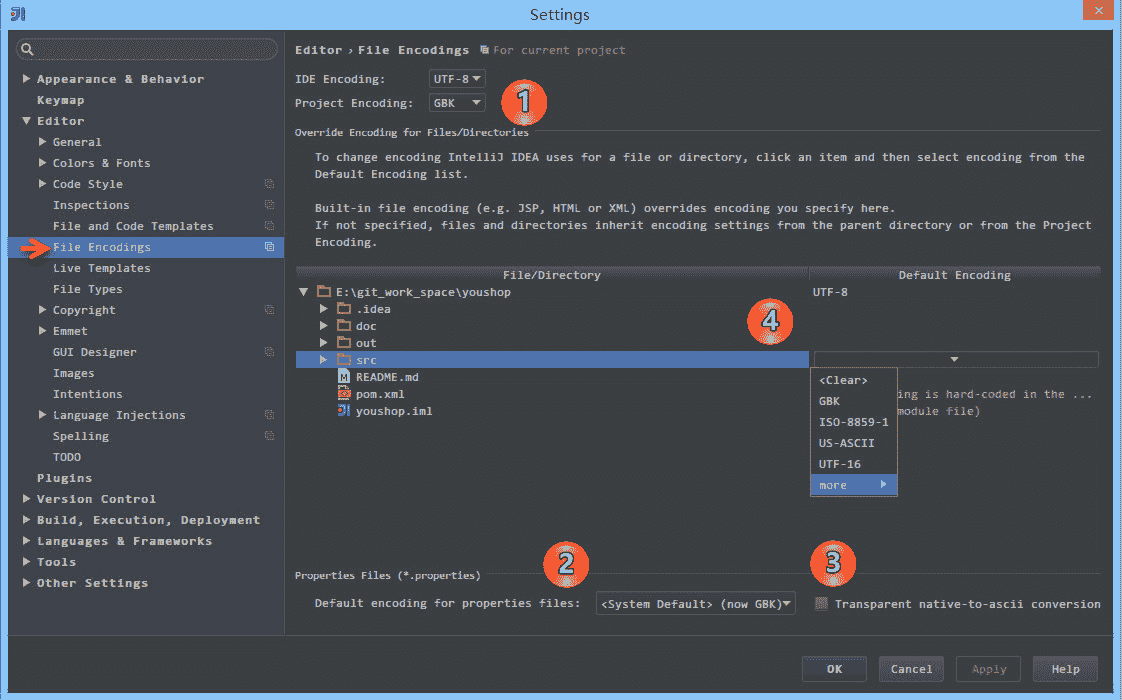 Settings
Editor › File Encodings For current project
IDE Encoding: UTF-8
Project Encoding: GBK
1
Override Encoding for Files/Directories
To change encoding IntelliJ IDEA uses for a file or directory, click an item and then select encoding from the
Default Encoding list.
Built-in file encoding (e.g. JSP, HTML or XML) overrides encoding you specify here.
If not specified, files and directories inherit encoding settings from the parent directory or from the Project
Encoding.
Appearance & Behavior
Keymap
Editor
General
Colors & Fonts
Code Style
Inspections
File and Code Templates
File Encodings
Live Templates
File Types
Copyright
Emmet
GUI Designer
Images
Intentions
Language Injections
Spelling
TODO
Plugins
Version Control
Build, Execution, Deployment
Languages & Frameworks
Tools
Other Settings
File/Directory Default Encoding
E:\git_work_space\youshop UTF-8
.idea
doc
out
src
README.md
pom.xml
youshop.iml
4
<Clear>
GBK
ISO-8859-1
US-ASCII
UTF-16
more
ing is hard-coded in the ...
module file)
2
3
Properties Files (*.properties)
Default encoding for properties files: <System Default> (now GBK) Transparent native-to-ascii conversion
OK Cancel Apply Help